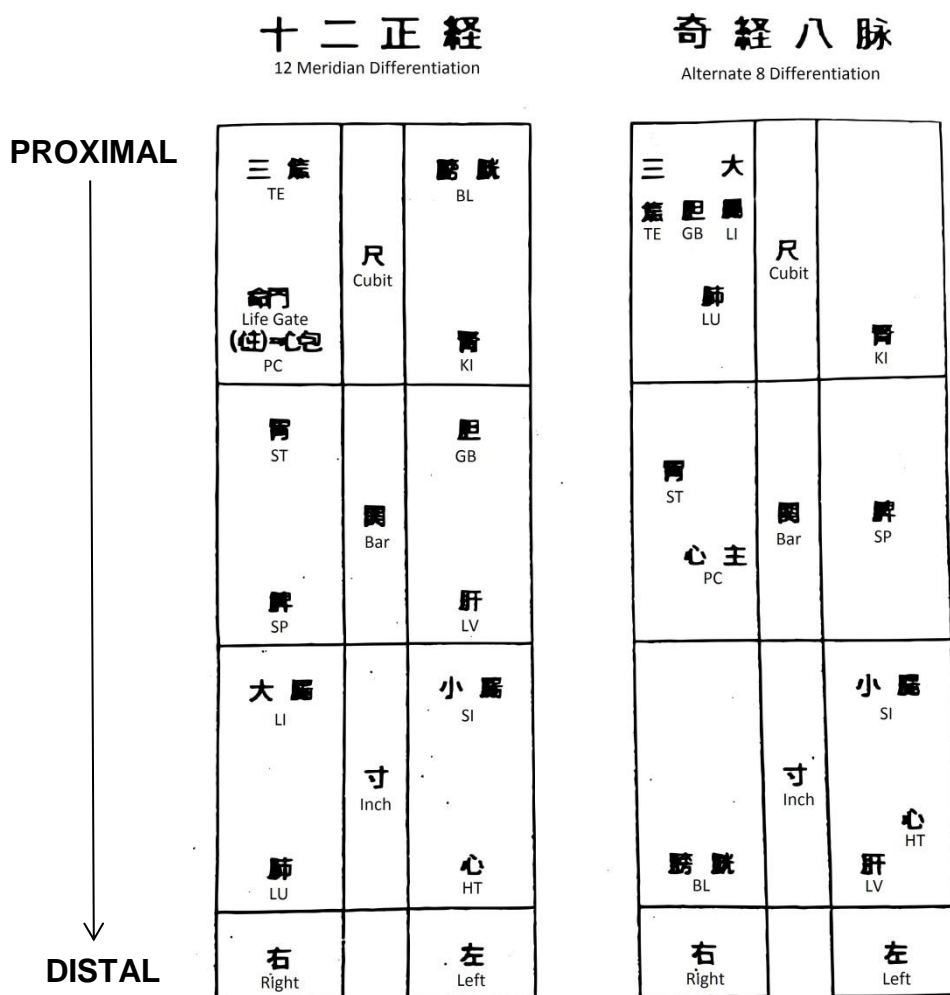 十二正経
12 Meridian Differentiation
PROXIMAL
三焦
TE
膀胱
BL
尺
Cubit
命門
Life Gate
PC
腎
KI
胃
ST
胆
GB
関
Bar
脾
SP
肝
LV
大腸
LI
小腸
SI
寸
Inch
肺
LU
心
HT
DISTAL
右
Right
左
Left
奇経八脉
Alternate 8 Differentiation
三 大
焦 胆 腸
TE GB LI
尺
Cubit
肺
LU
腎
KI
胃
ST
関
Bar
脾
SP
心主
PC
小腸
SI
寸
Inch
心
HT
膀胱
BL
肝
LV
右
Right
左
Left